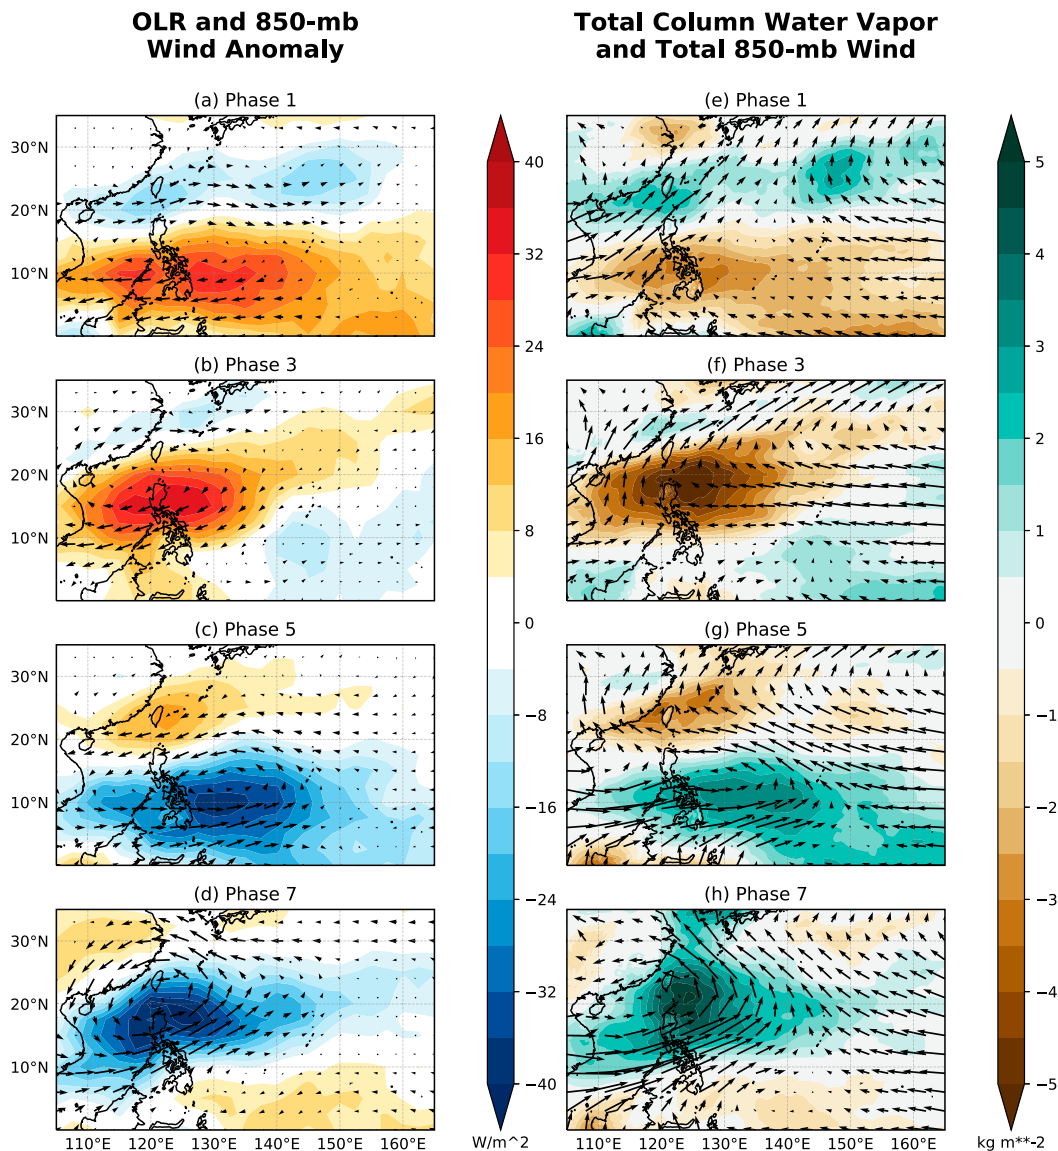 OLR and 850-mb
Wind Anomaly
Total Column Water Vapor
and Total 850-mb Wind
(a) Phase 1
(e) Phase 1
30°N
20°N
10°N
(b) Phase 3
(f) Phase 3
30°N
20°N
10°N
(c) Phase 5
(g) Phase 5
30°N
20°N
10°N
(d) Phase 7
(h) Phase 7
30°N
20°N
10°N
0°
110°E 120°E 130°E 140°E 150°E 160°E
110°E 120°E 130°E 140°E 150°E 160°E
40
32
24
16
8
0
−8
−16
−24
−32
−40
W/m^2
5
4
3
2
1
0
−1
−2
−3
−4
−5
kg m**-2